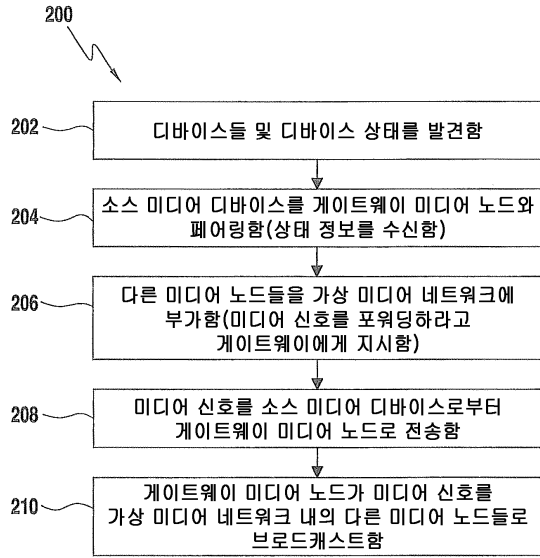 200
202
디바이스들 및 디바이스 상태를 발견함
204
소스 미디어 디바이스를 게이트웨이 미디어 노드와
페어링함(상태 정보를 수신함)
206
다른 미디어 노드들을 가상 미디어 네트워크에
부가함(미디어 신호를 포워딩하라고
게이트웨이에게 지시함)
208
미디어 신호를 소스 미디어 디바이스로부터
게이트웨이 미디어 노드로 전송함
210
게이트웨이 미디어 노드가 미디어 신호를
가상 미디어 네트워크 내의 다른 미디어 노드들로
브로드캐스트함